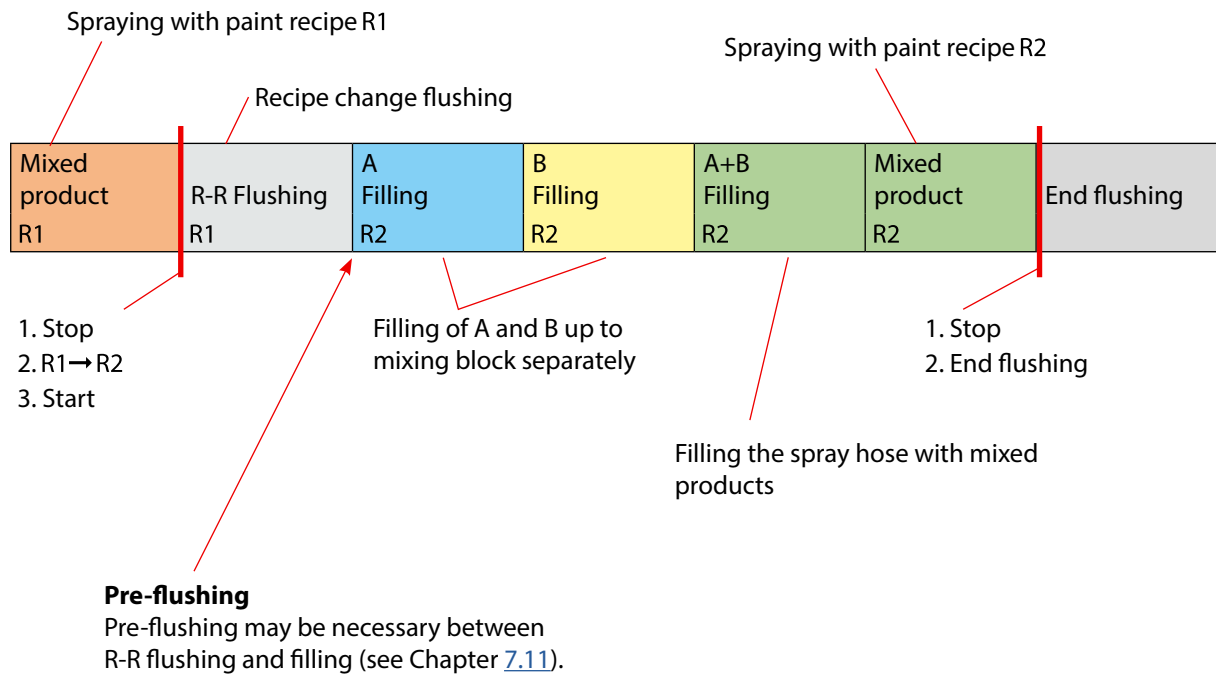 Spraying with paint recipe R1
Spraying with paint recipe R2
Recipe change flushing
Mixed
product
R1
R-R Flushing
R1
A
Filling
R2
B
Filling
R2
A+B
Filling
R2
Mixed
product
R2
End flushing
1. Stop
2. R1→R2
3. Start
Filling of A and B up to
mixing block separately
1. Stop
2. End flushing
Filling the spray hose with mixed
products
Pre-flushing
Pre-flushing may be necessary between
R-R flushing and filling (see Chapter 7.11).